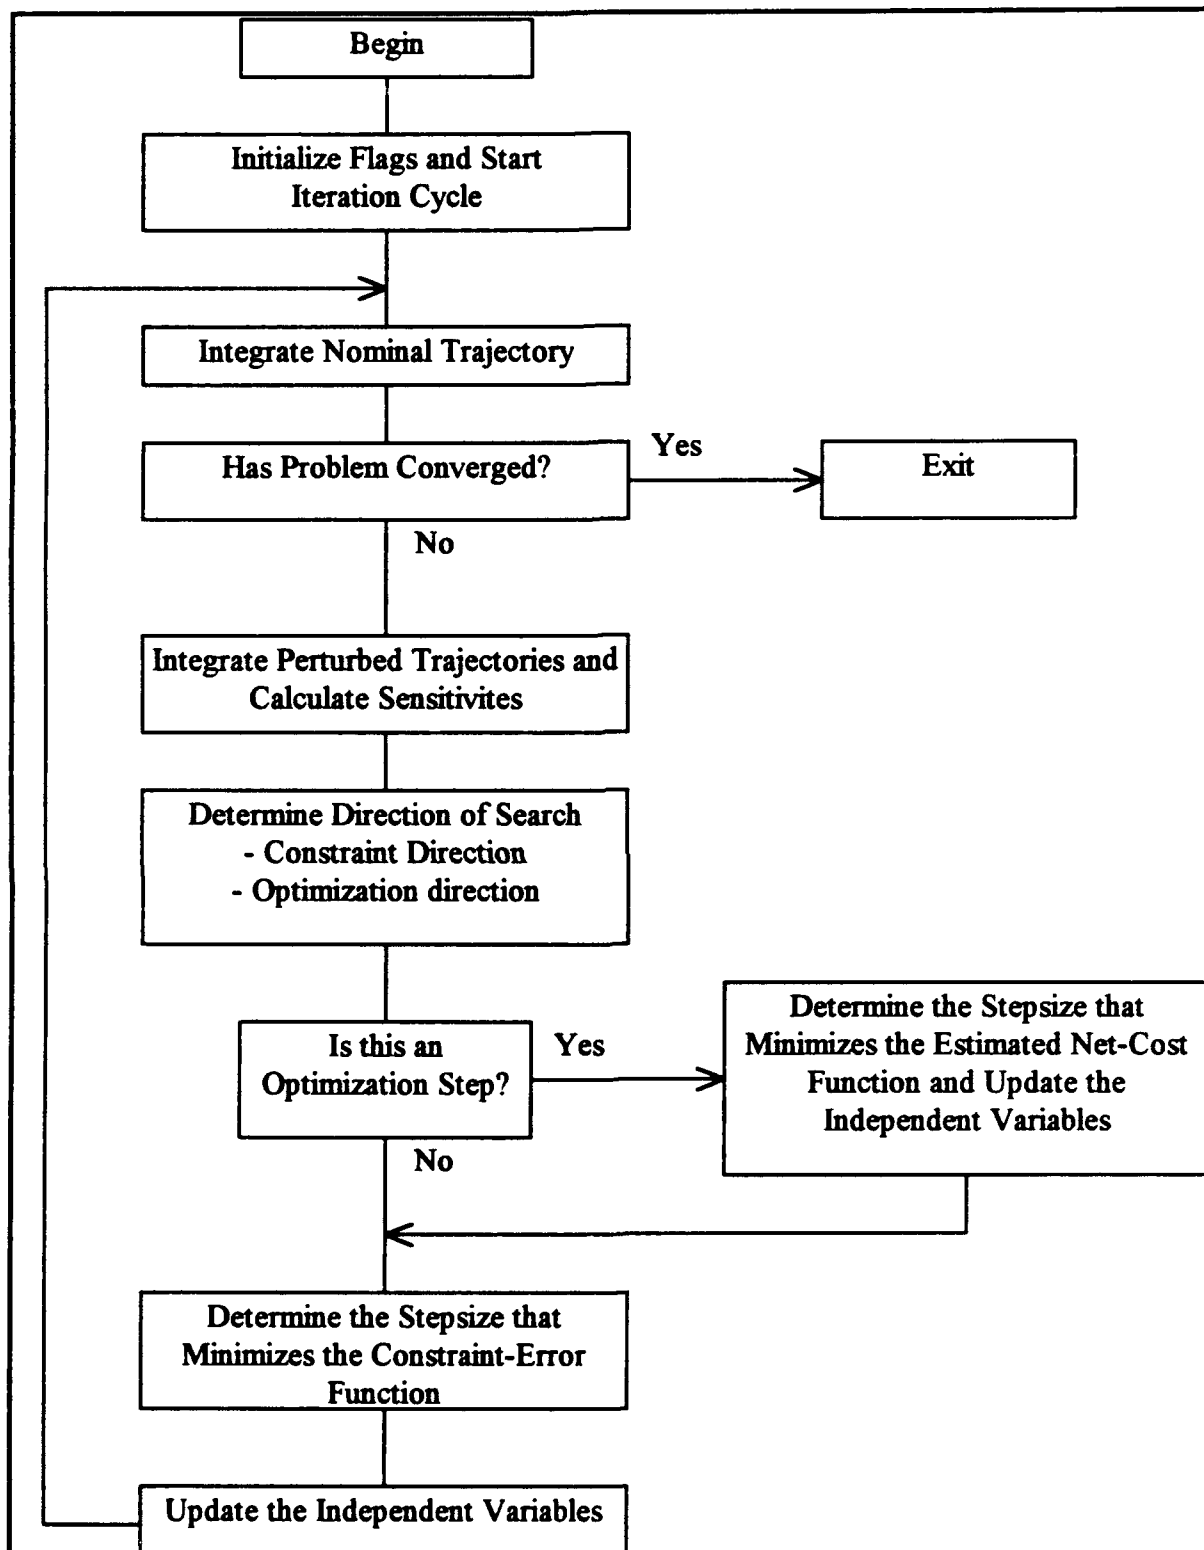 Begin
Initialize Flags and Start
Iteration Cycle
Integrate Nominal Trajectory
Has Problem Converged?
Yes
Exit
No
Integrate Perturbed Trajectories and
Calculate Sensitivites
Determine Direction of Search
- Constraint Direction
- Optimization direction
Is this an
Optimization Step?
Yes
Determine the Stepsize that
Minimizes the Estimated Net-Cost
Function and Update the
Independent Variables
No
Determine the Stepsize that
Minimizes the Constraint-Error
Function
Update the Independent Variables